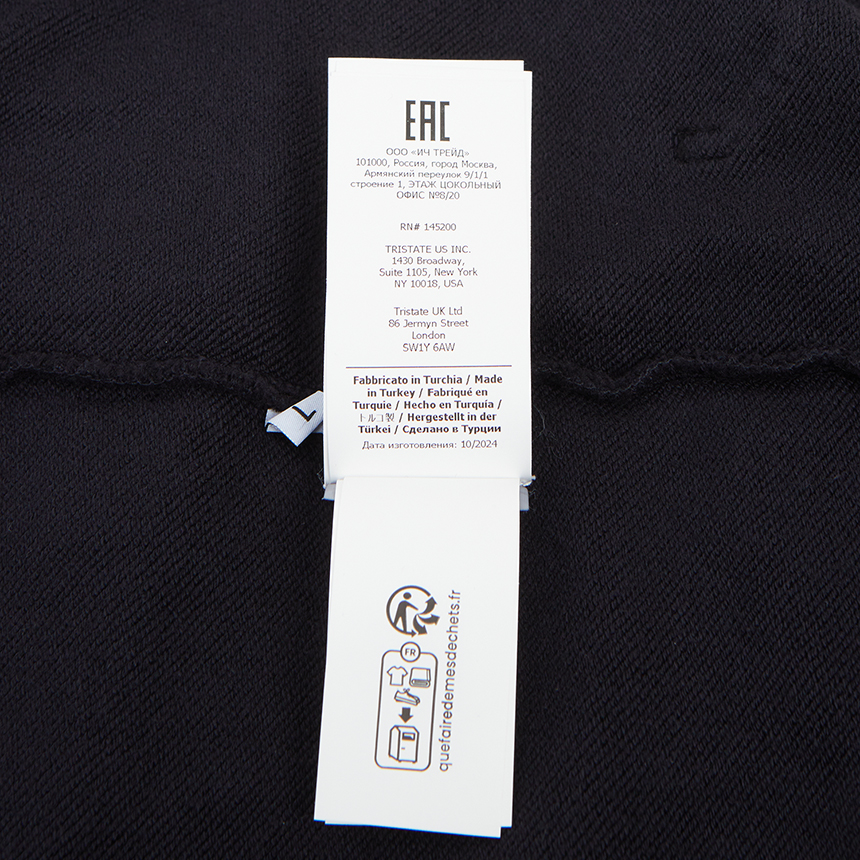 EAC
ООО «ИЧ ТРЕЙД»
101000, Россия, город Москва,
Армянский переулок 9/1/1
строение 1, ЭТАЖ ЦОКОЛЬНЫЙ
ОФИС №8/20
RN# 145200
TRISTATE US INC.
1430 Broadway,
Suite 1105, New York
NY 10018, USA
Tristate UK Ltd
86 Jermyn Street
London
SW1Y 6AW
Fabbricato in Turchia / Made
in Turkey / Fabriqué en
Turquie / Hecho en Turquía /
トルコ製 / Hergestellt in der
Türkei / Сделано в Турции
Дата изготовления: 10/2024
L
FR
quefairedemesdechets.fr